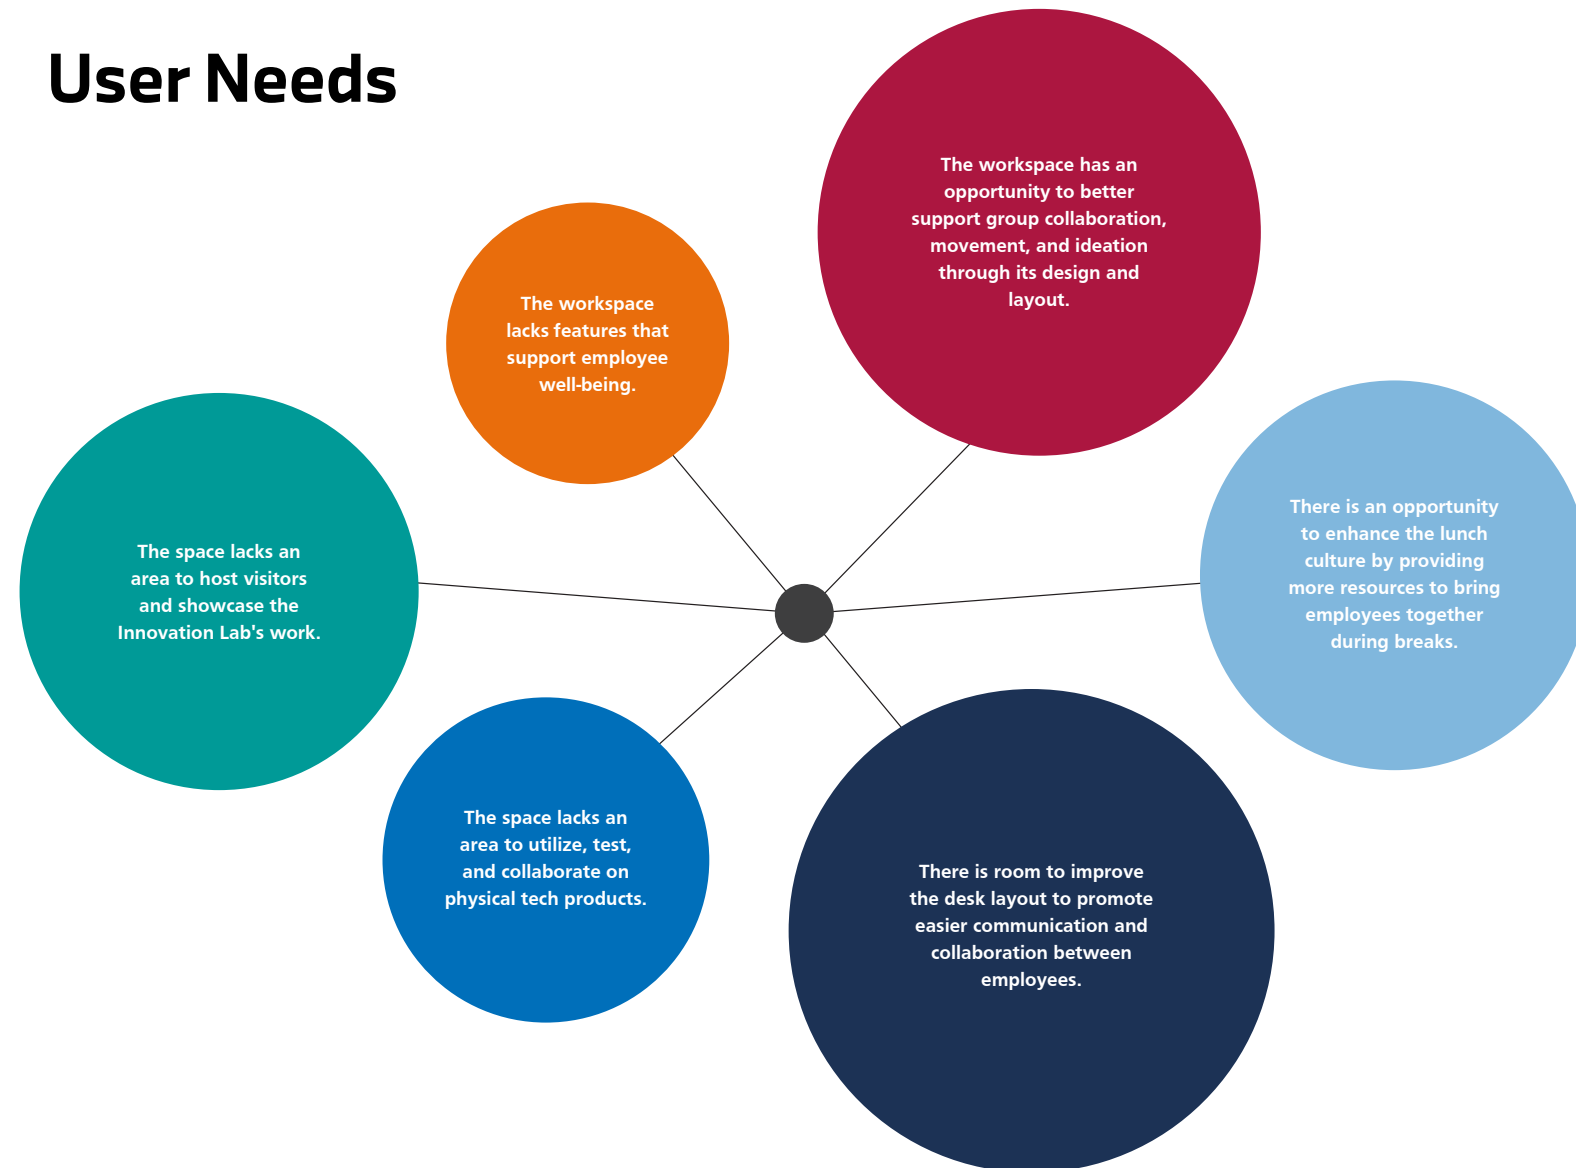 User Needs
The workspace has an
opportunity to better
support group collaboration,
movement, and ideation
through its design and
layout.
The workspace
lacks features that
support employee
well-being.
There is an opportunity
to enhance the lunch
culture by providing
more resources to bring
employees together
during breaks.
The space lacks an
area to host visitors
and showcase the
Innovation Lab's work.
The space lacks an
area to utilize, test,
and collaborate on
physical tech products.
There is room to improve
the desk layout to promote
easier communication and
collaboration between
employees.